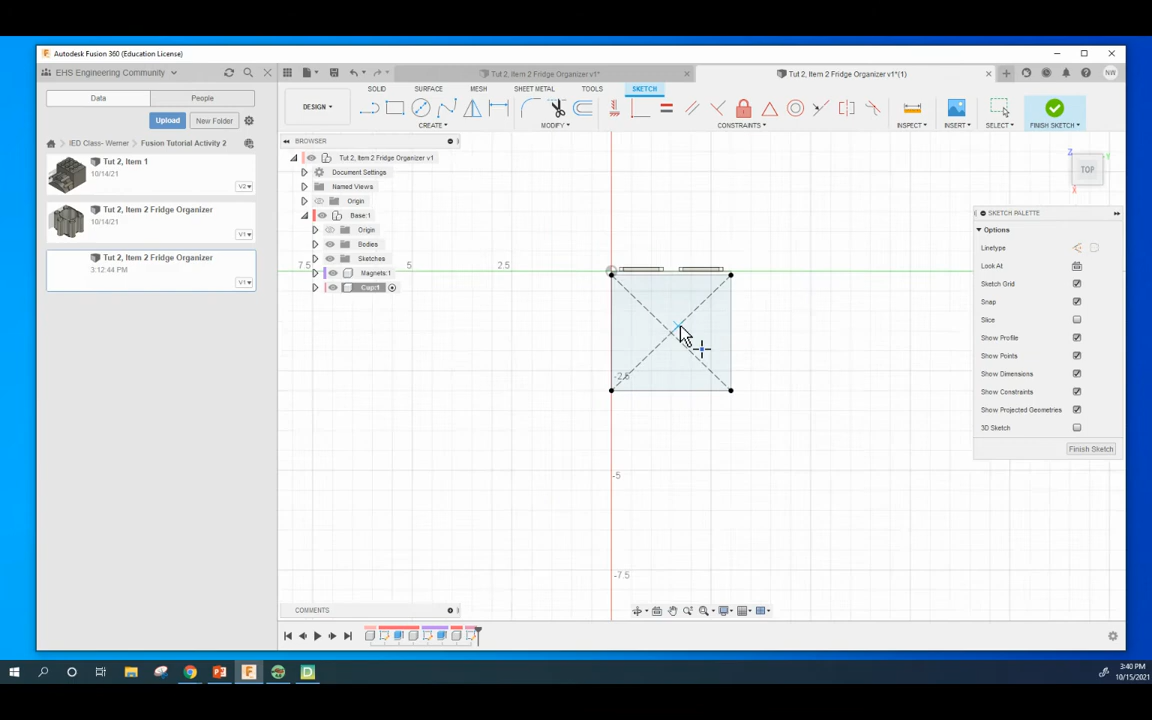 Autodesk Fusion 360 (Education License)
EHS Engineering Community
Tut 2, Item 2 Fridge Organizer v1*
Tut 2, Item 2 Fridge Organizer v1*(1)
NW
Data
People
SOLID
SURFACE
MESH
SHEET METAL
TOOLS
SKETCH
DESIGN
Upload
New Folder
CREATE
MODIFY
CONSTRAINTS
INSPECT
INSERT
SELECT
FINISH SKETCH
IED Class- Werner
Fusion Tutorial Activity 2
BROWSER
Tut 2, Item 1
10/14/21
V2
Tut 2, Item 2 Fridge Organizer v1
Document Settings
Named Views
Origin
Z
Y
TOP
X
Tut 2, Item 2 Fridge Organizer
10/14/21
V1
Base:1
Origin
Bodies
Sketches
Magnets:1
Cup:1
Tut 2, Item 2 Fridge Organizer
3:12:44 PM
V1
7.5
5
2.5
-2.5
-5
-7.5
SKETCH PALETTE
Options
Linetype
Look At
Sketch Grid
Snap
Slice
Show Profile
Show Points
Show Dimensions
Show Constraints
Show Projected Geometries
3D Sketch
Finish Sketch
COMMENTS
3:40 PM
10/15/2021